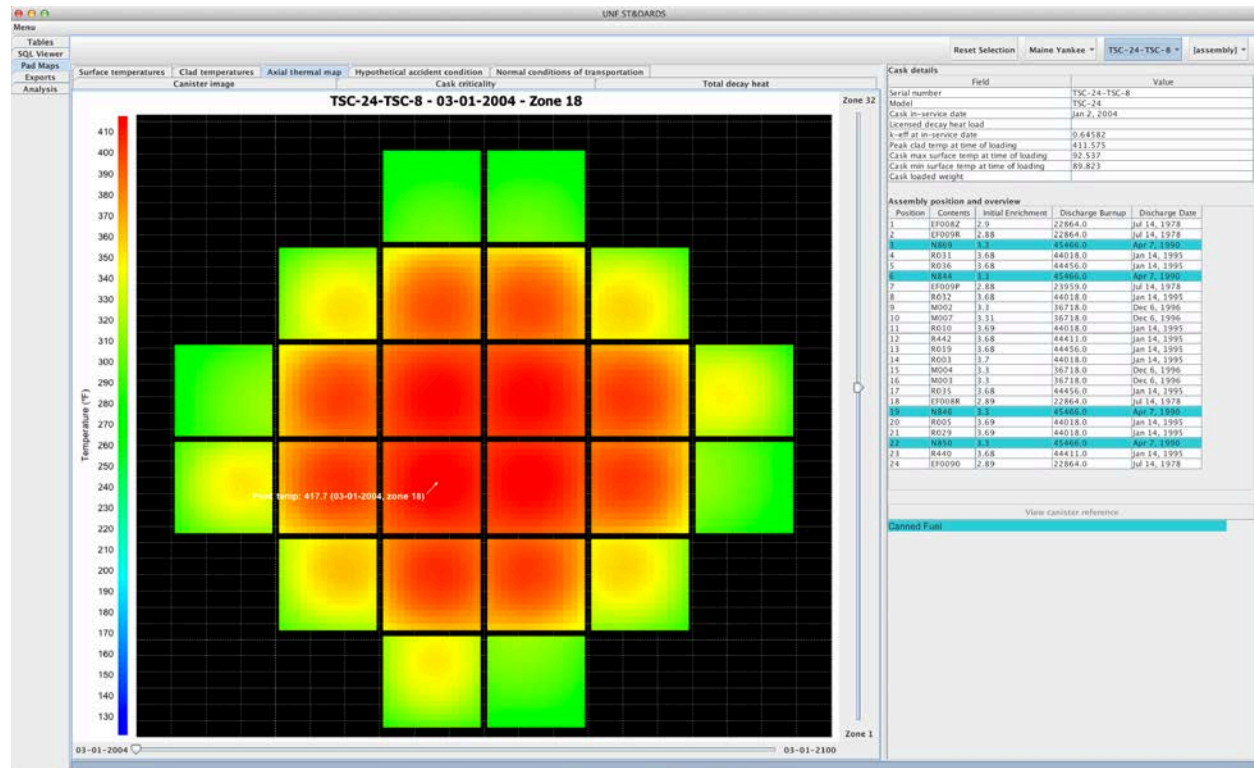 UNF ST&DARDS
Menu
Tables
SQL Viewer
Pad Maps
Exports
Analysis
Reset Selection Maine Yankee TSC-24-TSC-8 [assembly]
Surface temperatures Clad temperatures Axial thermal map Hypothetical accident condition Normal conditions of transportation
Canister image Cask criticality Total decay heat
TSC-24-TSC-8 - 03-01-2004 - Zone 18
Zone 32
410
400
390
380
370
360
350
340
330
320
310
300
290
280
270
260
250
240
230
220
210
200
190
180
170
160
150
140
130
Temperature (°F)
Peak temp: 417.7 (03-01-2004, zone 18)
Zone 1
03-01-2004 03-01-2100
Cask details
Field Value
Serial number TSC-24-TSC-8
Model TSC-24
Cask in-service date Jan 2, 2004
Licensed decay heat load
k-eff at in-service date 0.64582
Peak clad temp at time of loading 411.575
Cask max surface temp at time of loading 92.537
Cask min surface temp at time of loading 89.823
Cask loaded weight
Assembly position and overview
Position Contents Initial Enrichment Discharge Burnup Discharge Date
1 EF008Z 2.9 22864.0 Jul 14, 1978
2 EF009R 2.88 22864.0 Jul 14, 1978
3 N869 3.3 45466.0 Apr 7, 1990
4 R031 3.68 44018.0 Jan 14, 1995
5 R036 3.68 44456.0 Jan 14, 1995
6 N844 3.3 45466.0 Apr 7, 1990
7 EF009P 2.88 23959.0 Jul 14, 1978
8 R032 3.68 44018.0 Jan 14, 1995
9 M002 3.3 36718.0 Dec 6, 1996
10 M007 3.31 36718.0 Dec 6, 1996
11 R010 3.69 44018.0 Jan 14, 1995
12 R442 3.68 44411.0 Jan 14, 1995
13 R019 3.68 44456.0 Jan 14, 1995
14 R003 3.7 44018.0 Jan 14, 1995
15 M004 3.3 36718.0 Dec 6, 1996
16 M003 3.3 36718.0 Dec 6, 1996
17 R035 3.68 44456.0 Jan 14, 1995
18 EF008R 2.89 22864.0 Jul 14, 1978
19 N846 3.3 45466.0 Apr 7, 1990
20 R005 3.69 44018.0 Jan 14, 1995
21 R029 3.69 44018.0 Jan 14, 1995
22 N850 3.3 45466.0 Apr 7, 1990
23 R440 3.68 44411.0 Jan 14, 1995
24 EF0090 2.89 22864.0 Jul 14, 1978
View canister reference
Canned Fuel